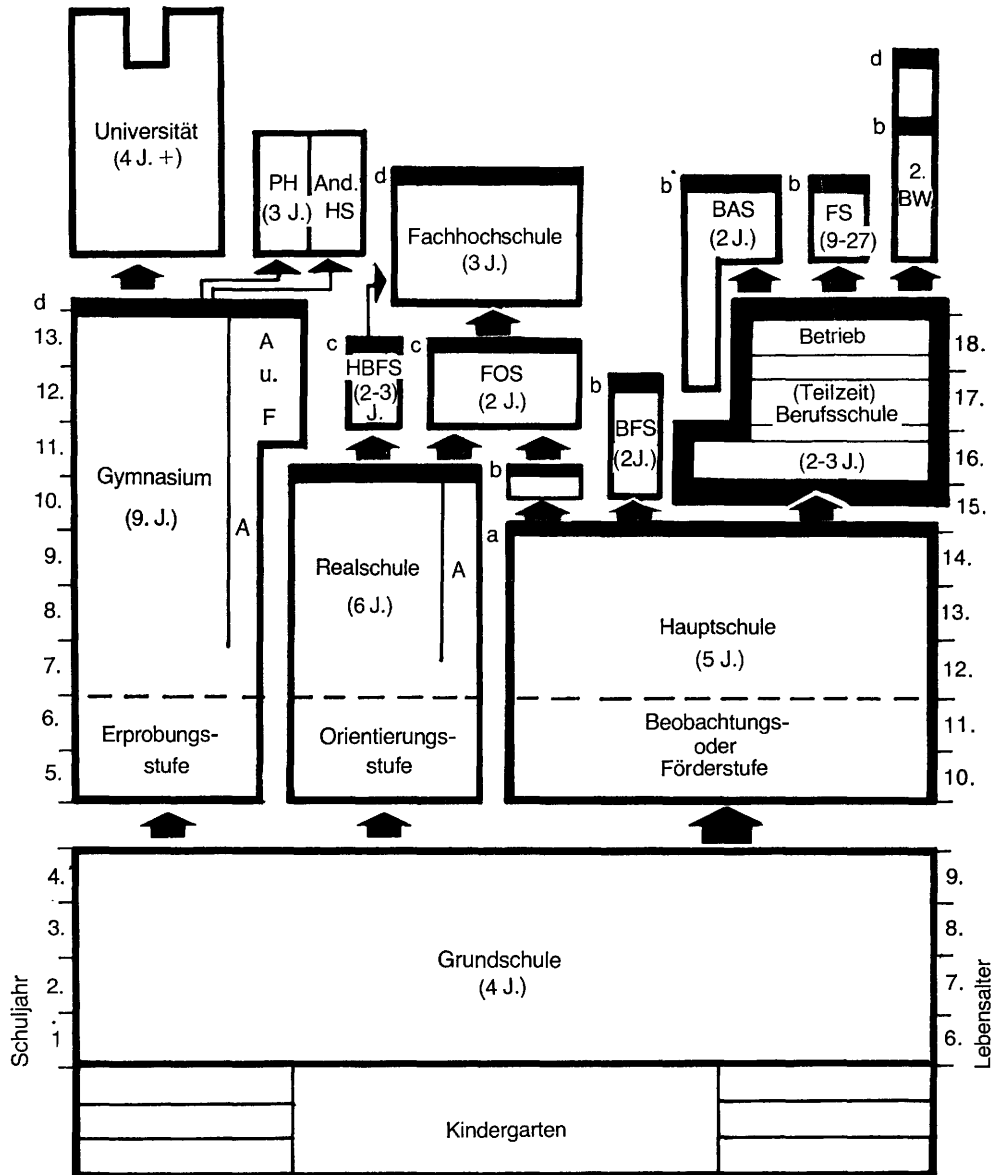 Universität
(4 J. +)
PH
(3 J.)
And.
HS
d
Fachhochschule
(3 J.)
b
BAS
(2 J.)
b
FS
(9-27)
d
b
2.
BW
d
13.
12.
11.
10.
9.
8.
7.
6.
5.
Gymnasium
(9. J.)
A
u.
F
A
Erprobungs-
stufe
c
HBFS
(2-3)
J.
c
FOS
(2 J.)
Realschule
(6 J.)
A
Orientierungs-
stufe
b
b
BFS
(2J.)
Betrieb
(Teilzeit)
Berufsschule
(2-3 J.)
a
Hauptschule
(5 J.)
Beobachtungs-
oder
Förderstufe
18.
17.
16.
15.
14.
13.
12.
11.
10.
4.
3.
2.
1
Schuljahr
Grundschule
(4 J.)
9.
8.
7.
6.
Lebensalter
Kindergarten